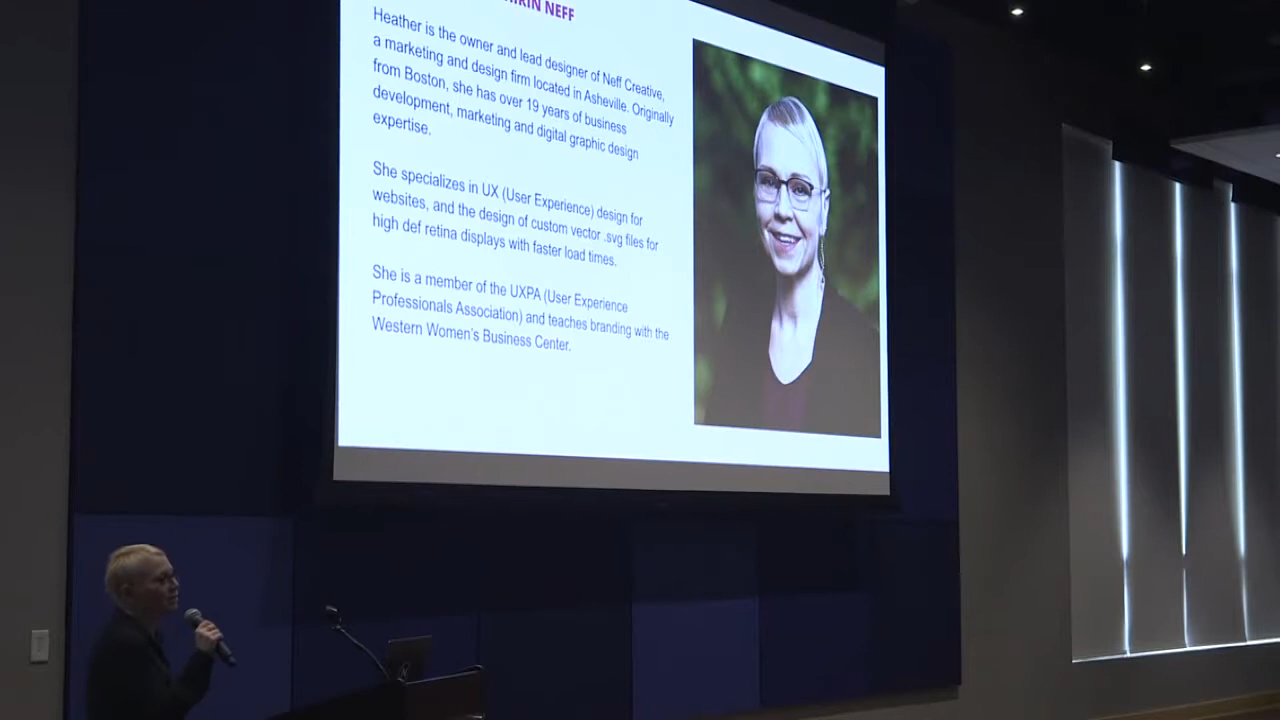 NEFF
Heather is the owner and lead designer of Neff Creative,
a marketing and design firm located in Asheville. Originally
from Boston, she has over 19 years of business
development, marketing and digital graphic design
expertise.
She specializes in UX (User Experience) design for
websites, and the design of custom vector .svg files for
high def retina displays with faster load times.
She is a member of the UXPA (User Experience
Professionals Association) and teaches branding with the
Western Women's Business Center.